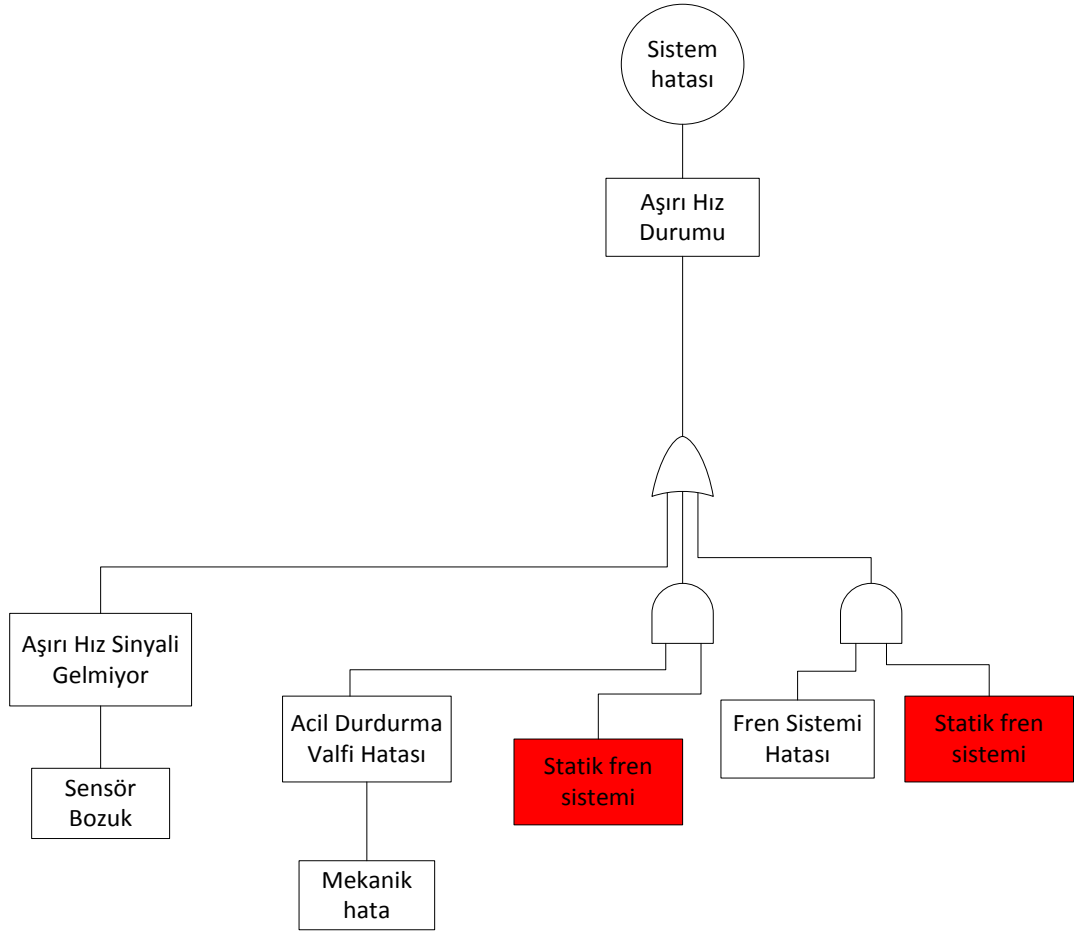 Sistem
hatası
Aşırı Hız
Durumu
Aşırı Hız Sinyali
Gelmiyor
Acil Durdurma
Valfi Hatası
Statik fren
sistemi
Fren Sistemi
Hatası
Statik fren
sistemi
Sensör
Bozuk
Mekanik
hata